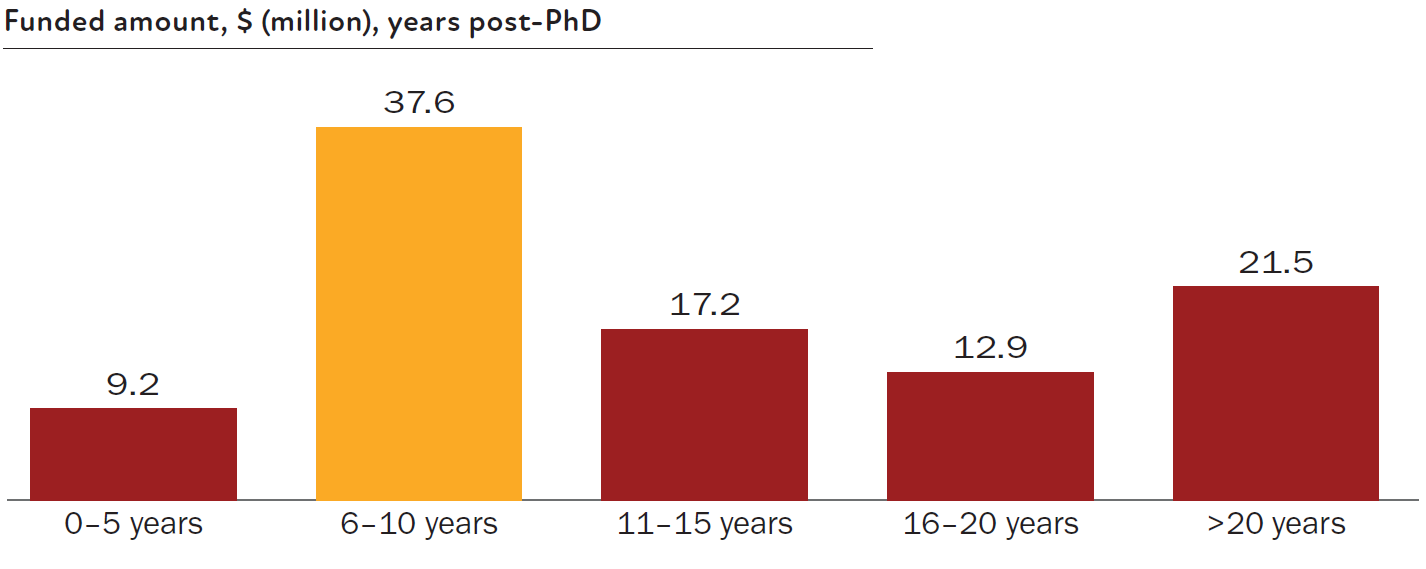 Funded amount, $ (million), years post-PhD
37.6
21.5
17.2
12.9
9.2
0–5 years 6–10 years 11–15 years 16–20 years >20 years